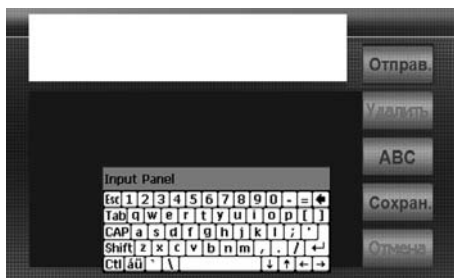 Отправ.
Удалить
ABC
Input Panel
Esc 1 2 3 4 5 6 7 8 9 0 - =
Tab q w e r t y u i o p [ ]
CAP a s d f g h j k l ; '
Shift z x c v b n m , . /
Ctl áü ` \
Сохран.
Отмена